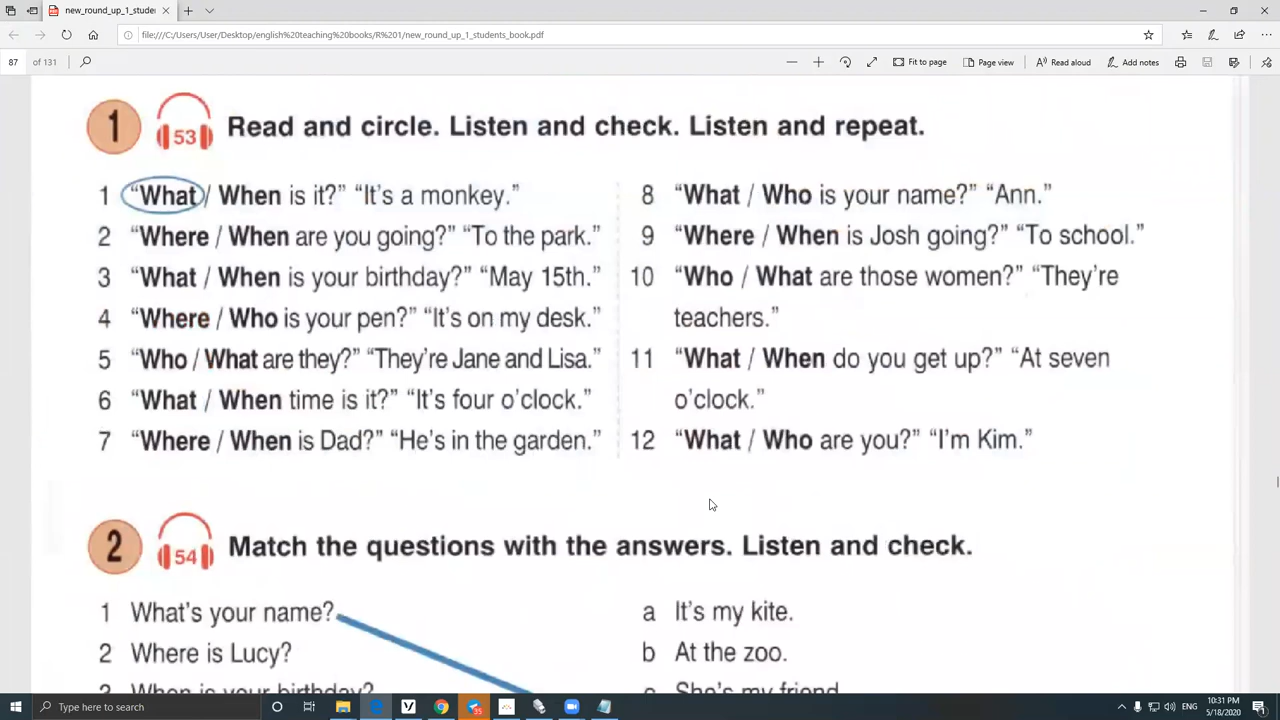 new_round_up_1_stude
file:///C:/Users/User/Desktop/english%20teaching%20books/R%201/new_round_up_1_students_book.pdf
87 of 131
Fit to page
Page view
Read aloud
Add notes
1 53 Read and circle. Listen and check. Listen and repeat.
1 "What / When is it?" "It's a monkey."
2 "Where / When are you going?" "To the park."
3 "What / When is your birthday?" "May 15th."
4 "Where / Who is your pen?" "It's on my desk."
5 "Who / What are they?" "They're Jane and Lisa."
6 "What / When time is it?" "It's four o'clock."
7 "Where / When is Dad?" "He's in the garden."
8 "What / Who is your name?" "Ann."
9 "Where / When is Josh going?" "To school."
10 "Who / What are those women?" "They're
teachers."
11 "What / When do you get up?" "At seven
o'clock."
12 "What / Who are you?" "I'm Kim."
2 54 Match the questions with the answers. Listen and check.
1 What's your name?
2 Where is Lucy?
3 When is your birthday?
a It's my kite.
b At the zoo.
c She's my friend
Type here to search
ENG
10:31 PM
5/18/2020